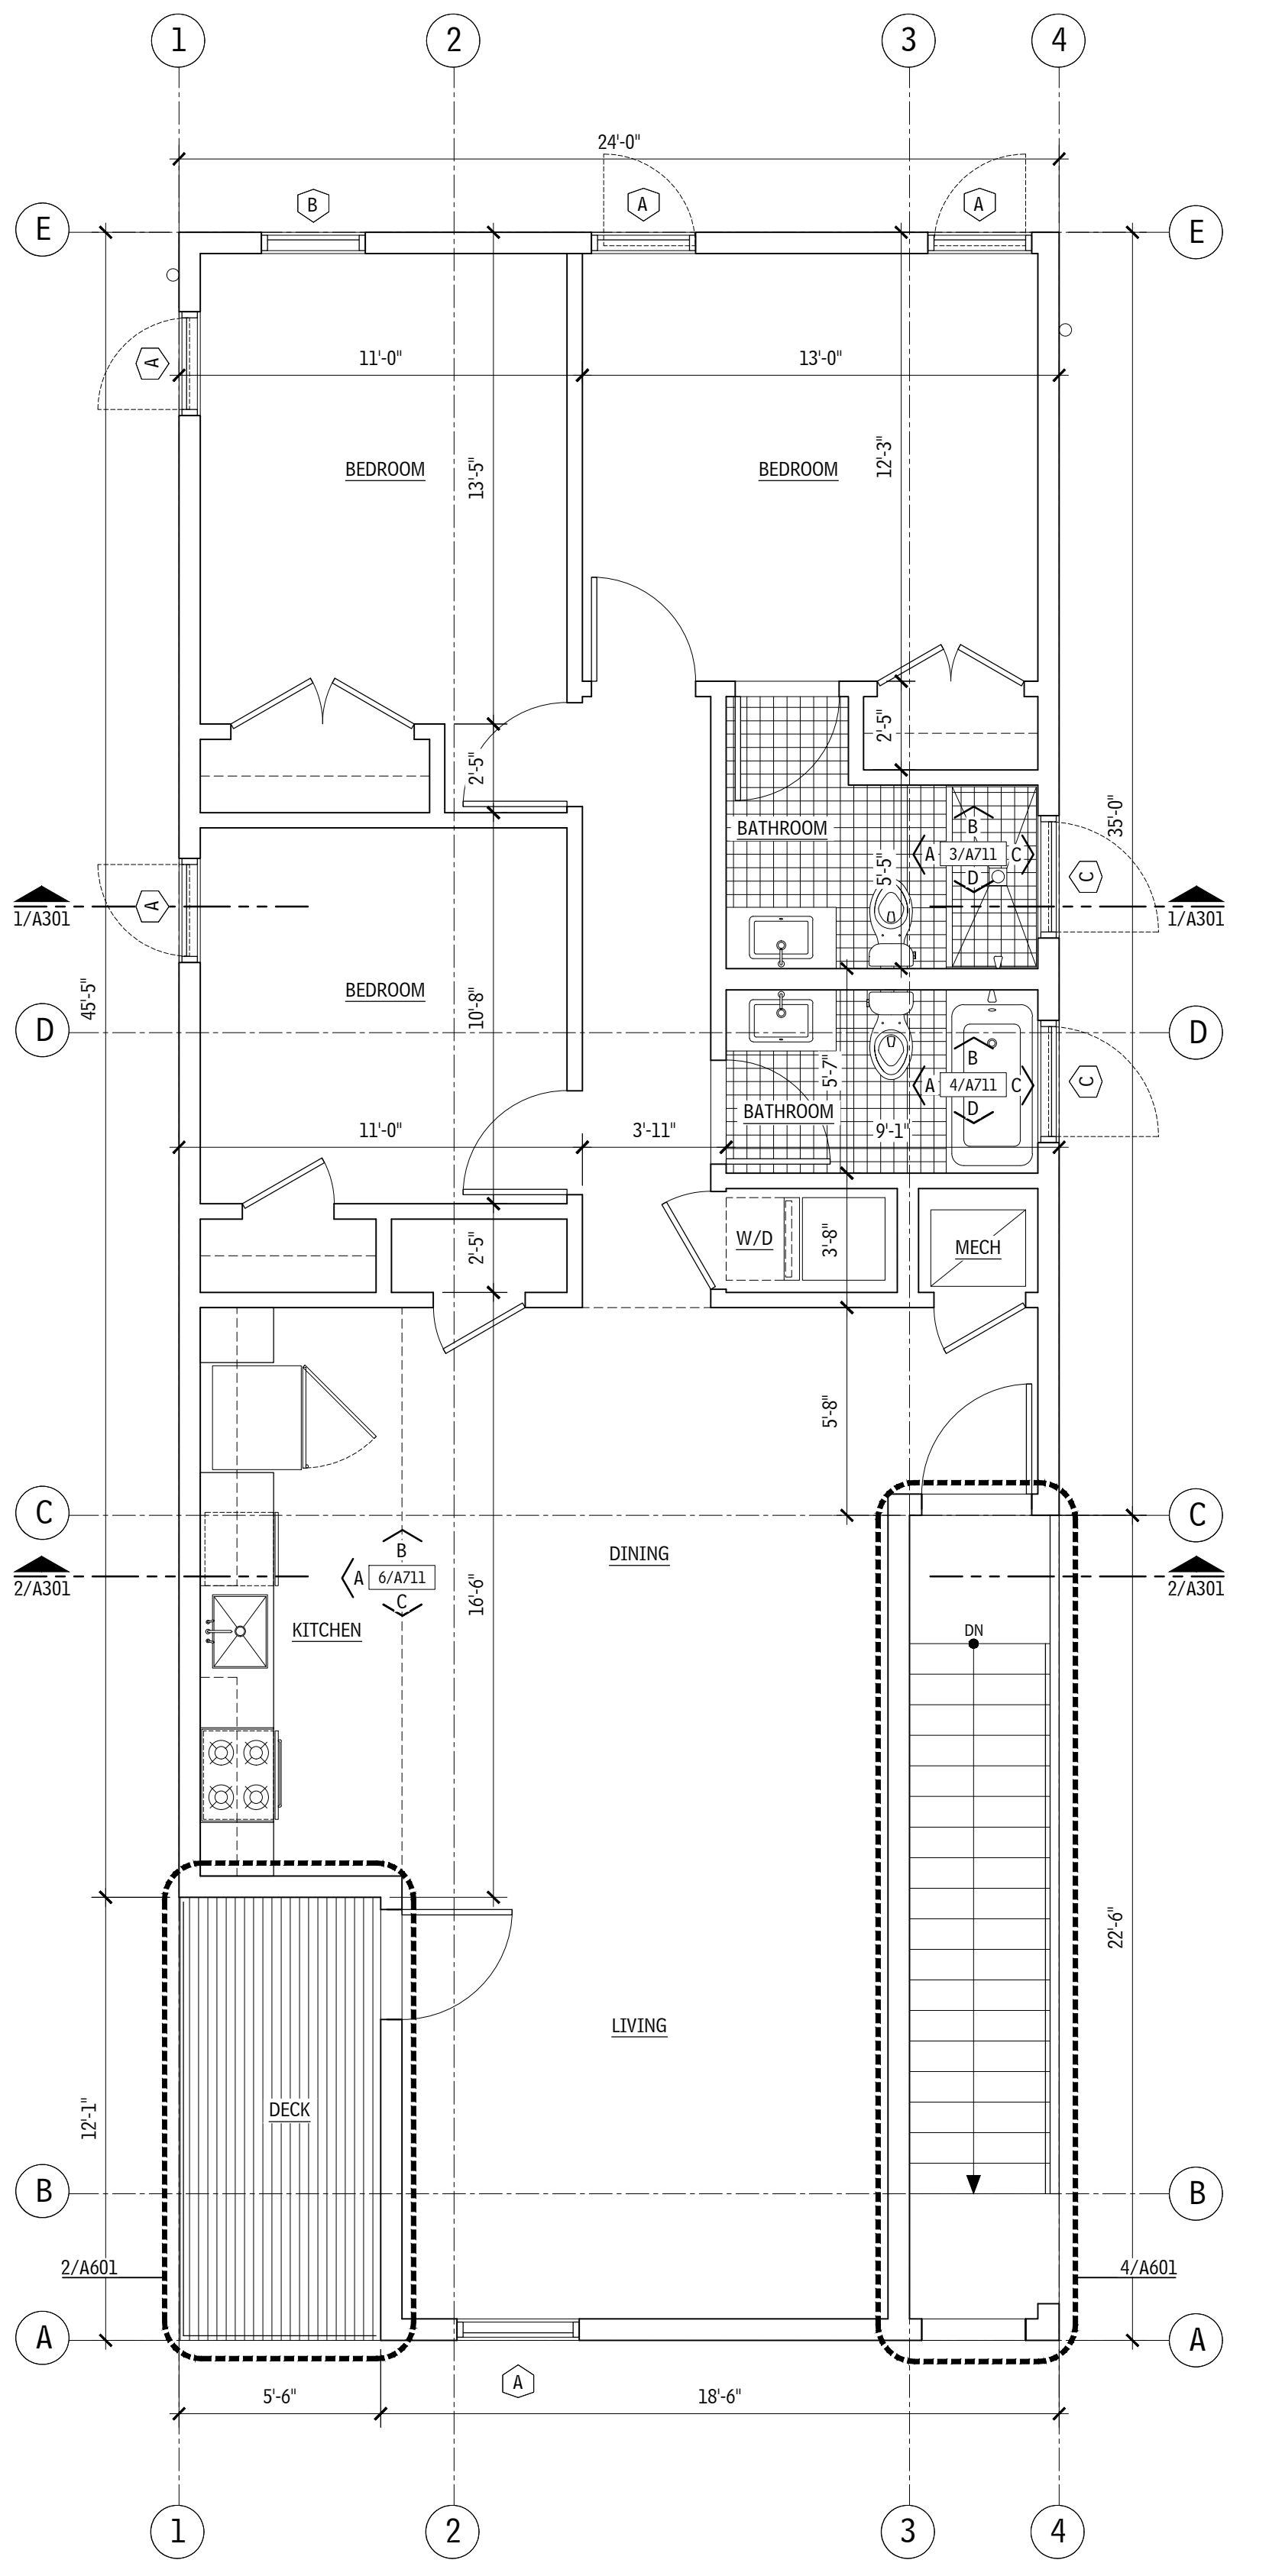 1
2
3
4
24'-0"
B
A
A
E
E
A
11'-0"
13'-0"
BEDROOM
13'-5"
BEDROOM
12'-3"
2'-5"
2'-5"
BATHROOM
5'-5"
B
A 3/A711 C
D
35'-0"
C
A
1/A301
1/A301
45'-5"
BEDROOM
10'-8"
D
D
5'-7"
B
A 4/A711 C
D
C
BATHROOM
11'-0"
3'-11"
9'-1"
2'-5"
W/D
3'-8"
MECH
5'-8"
C
C
B
A 6/A711
C
DINING
2/A301
2/A301
16'-6"
KITCHEN
DN
22'-6"
LIVING
DECK
12'-1"
B
B
2/A601
4/A601
A
A
A
5'-6"
18'-6"
1
2
3
4